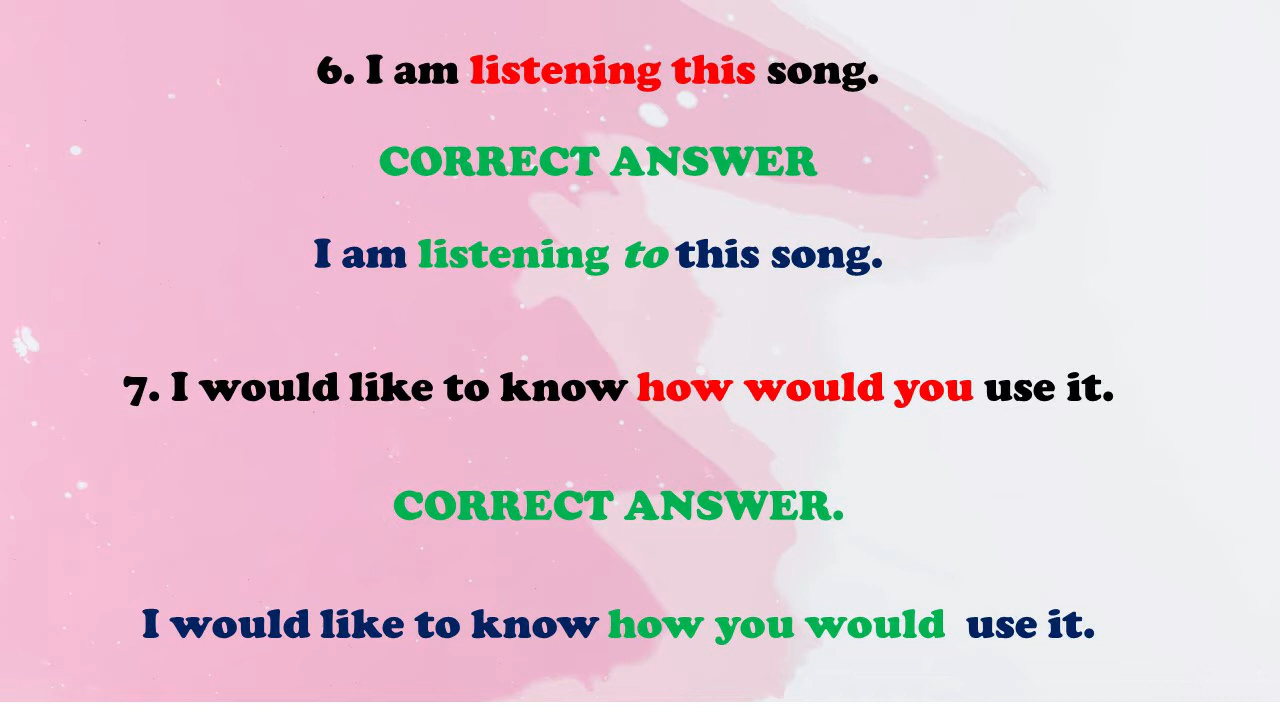 6. I am listening this song.
CORRECT ANSWER
I am listening to this song.
7. I would like to know how would you use it.
CORRECT ANSWER.
I would like to know how you would use it.